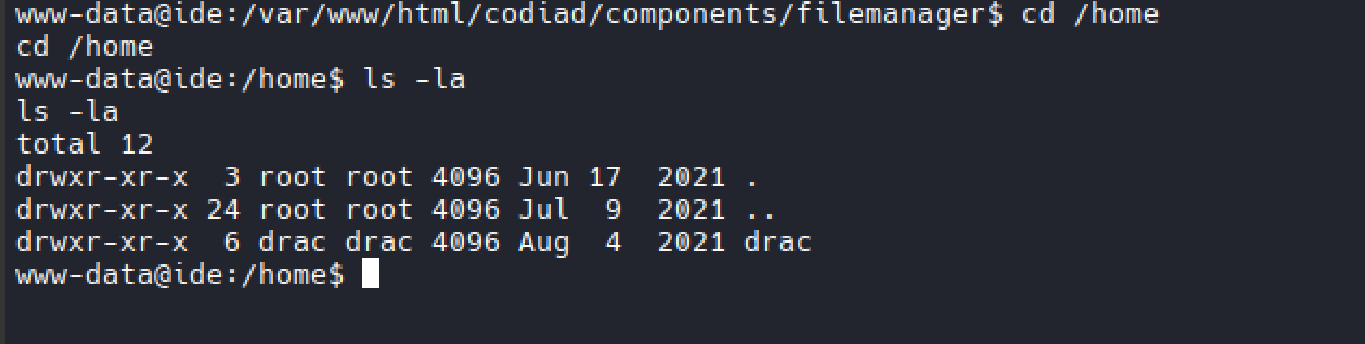 www-data@ide:/var/www/html/codiad/components/filemanager$ cd /home
cd /home
www-data@ide:/home$ ls -la
ls -la
total 12
drwxr-xr-x  3 root root 4096 Jun 17  2021 .
drwxr-xr-x 24 root root 4096 Jul  9  2021 ..
drwxr-xr-x  6 drac drac 4096 Aug  4  2021 drac
www-data@ide:/home$